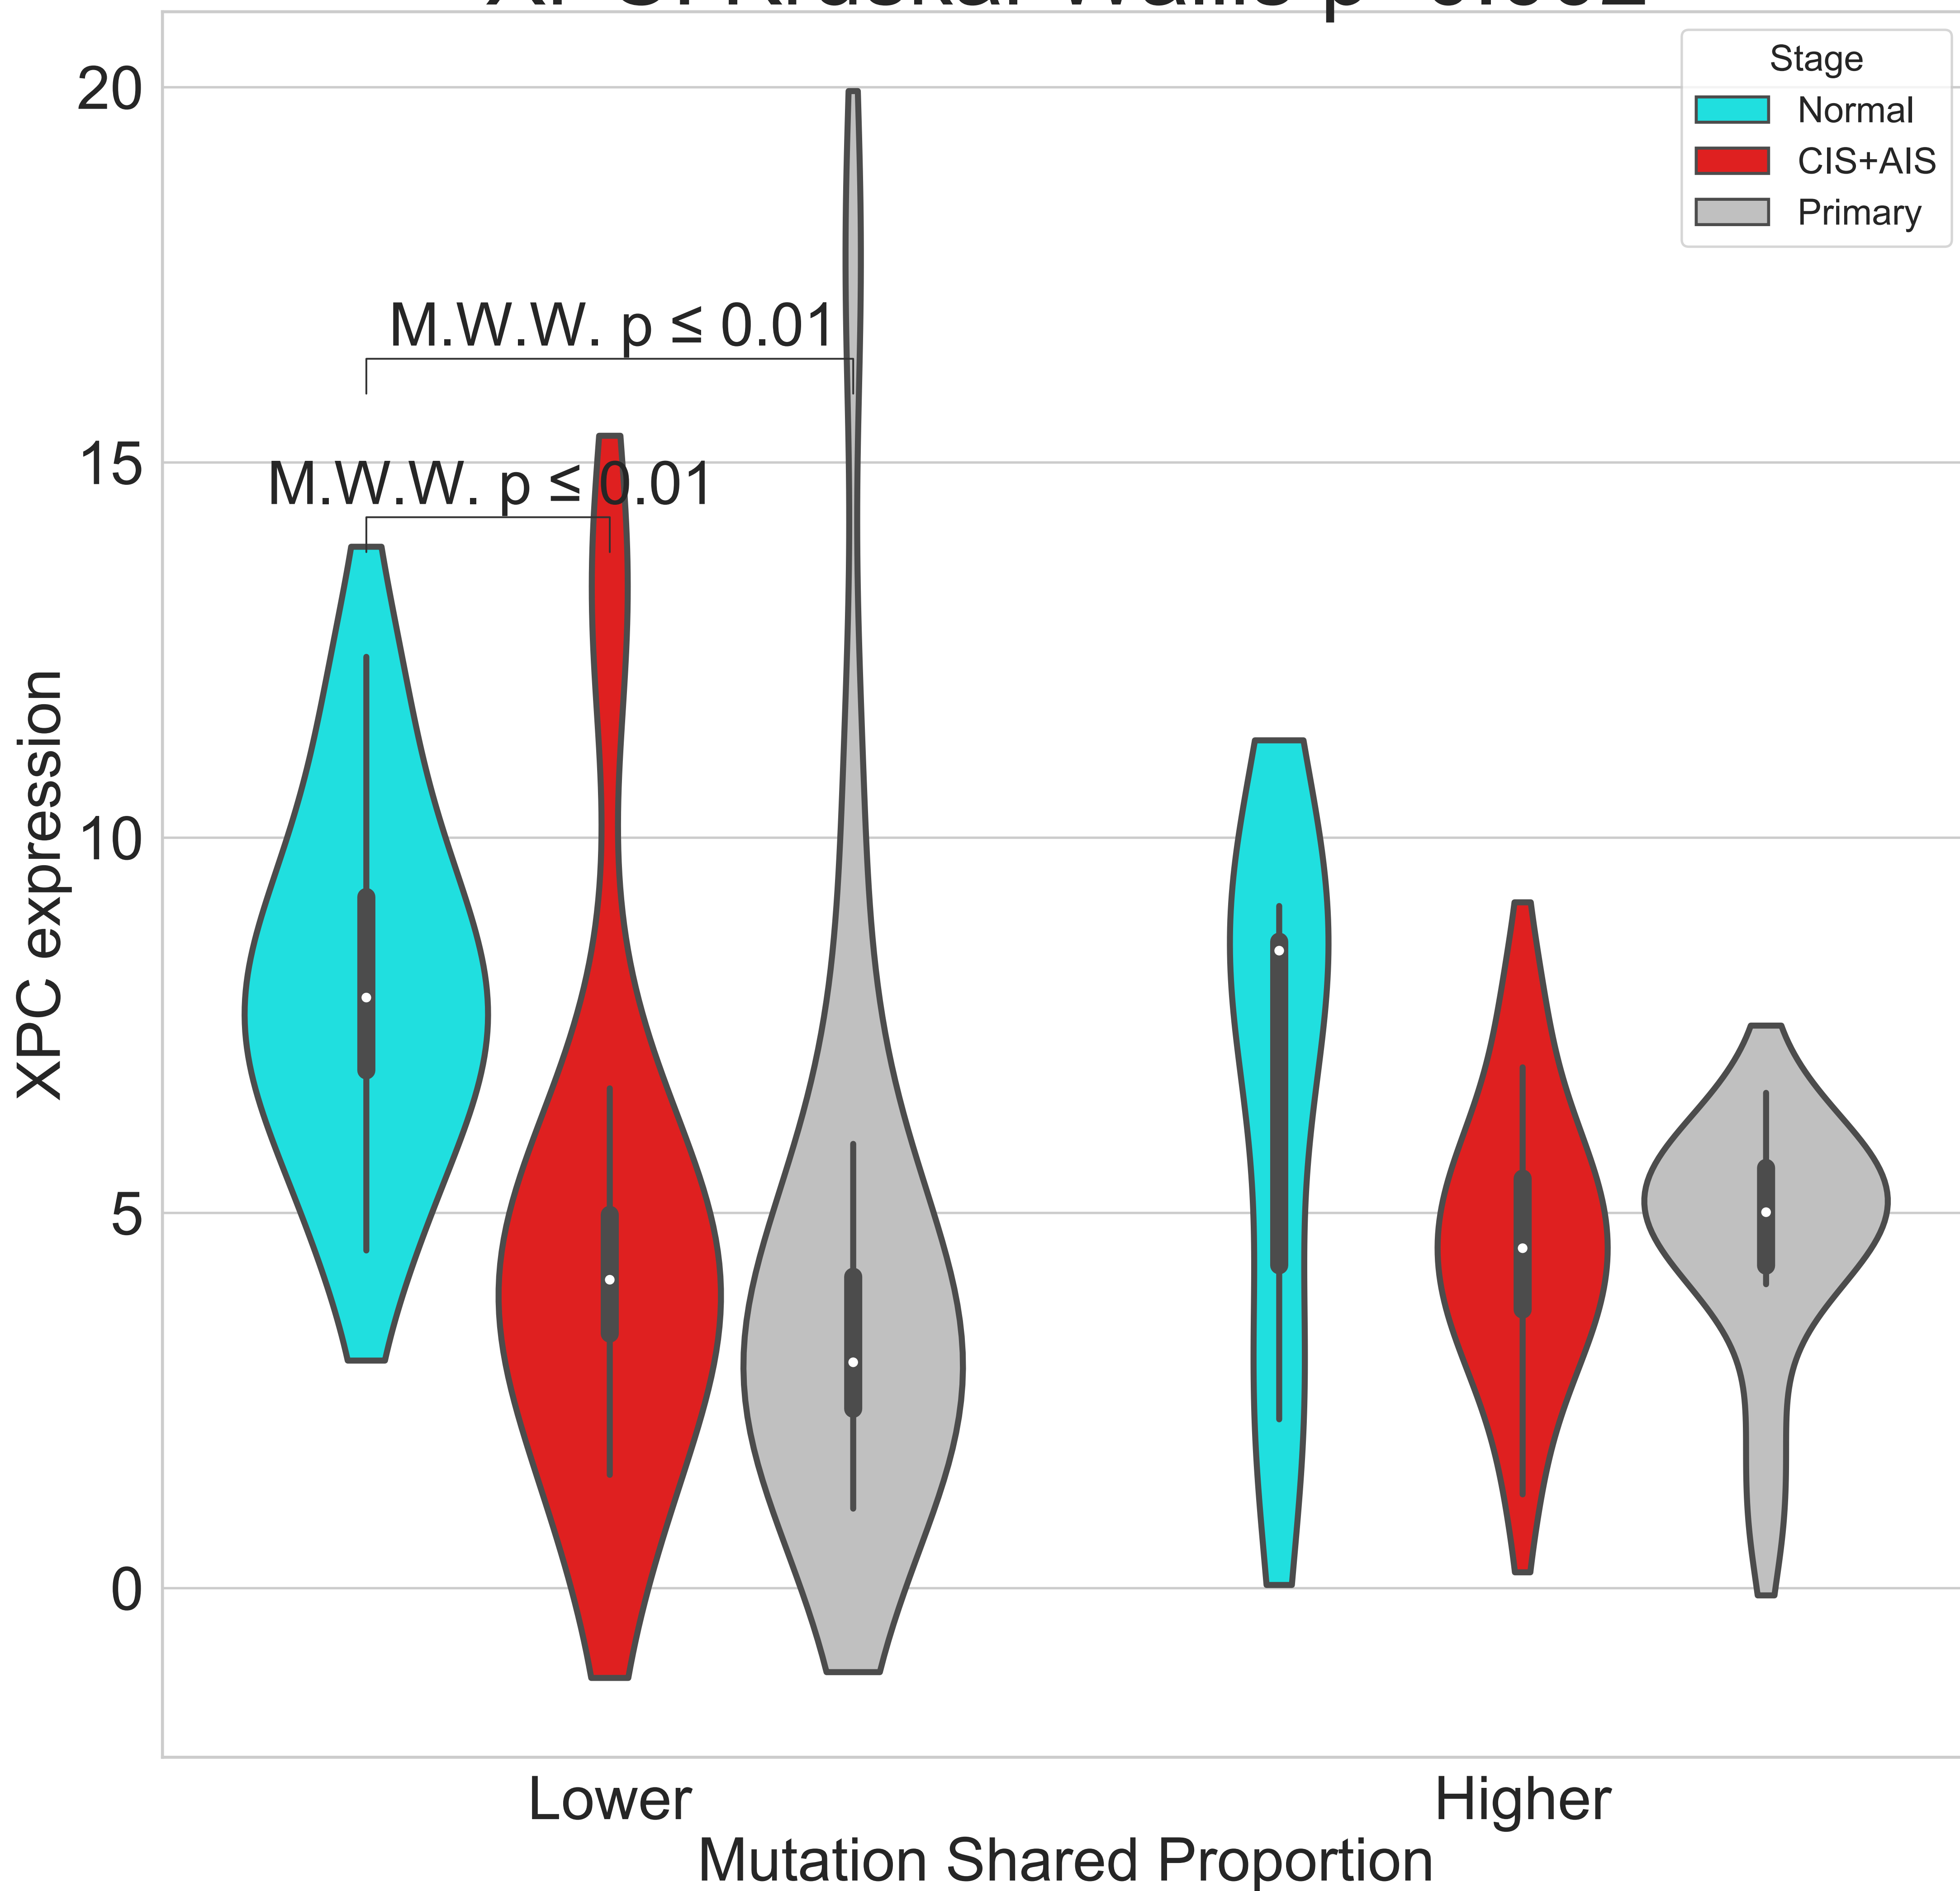 Stage
Normal
CIS+AIS
Primary
20
15
10
5
0
XPC expression
M.W.W. p ≤ 0.01
M.W.W. p ≤ 0.01
Lower
Higher
Mutation Shared Proportion